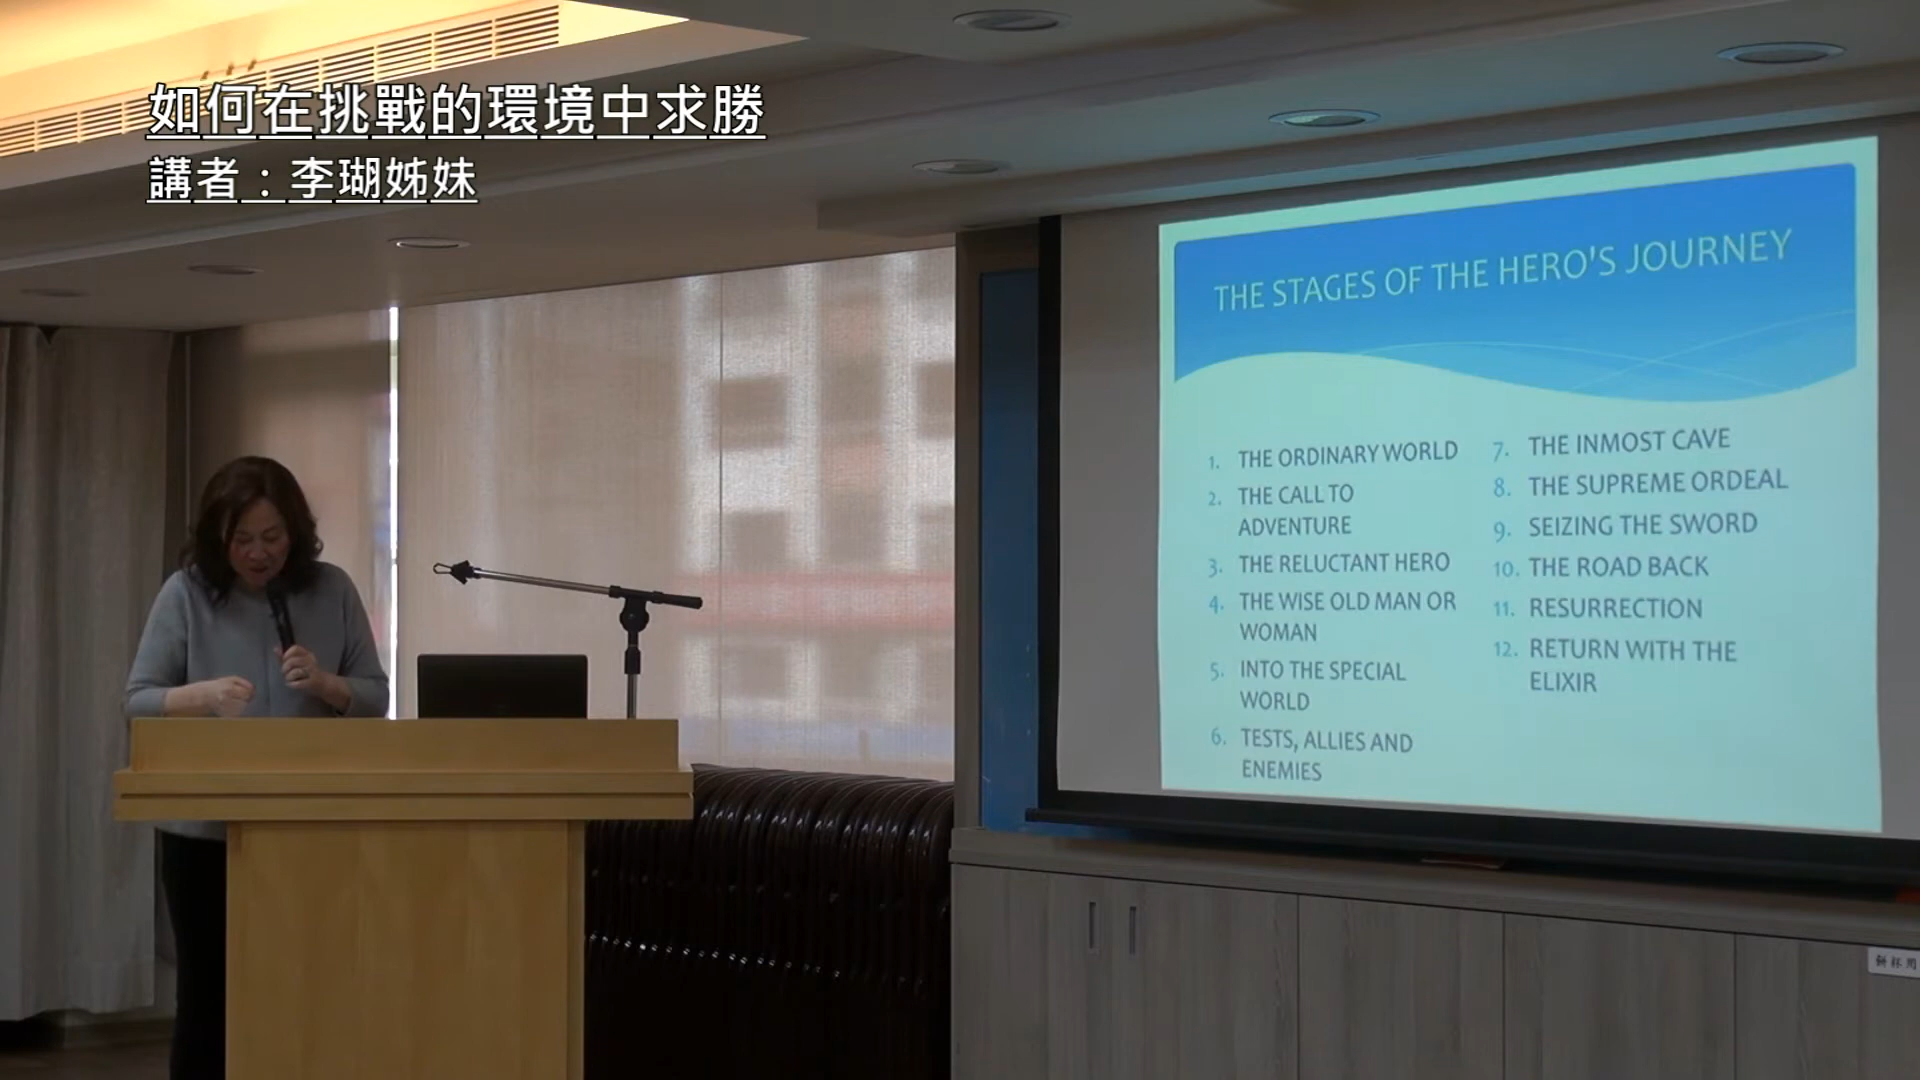 如何在挑戰的環境中求勝
講者：李瑚姊妹
THE STAGES OF THE HERO'S JOURNEY
1. THE ORDINARY WORLD
2. THE CALL TO
ADVENTURE
3. THE RELUCTANT HERO
4. THE WISE OLD MAN OR
WOMAN
5. INTO THE SPECIAL
WORLD
6. TESTS, ALLIES AND
ENEMIES
7. THE INMOST CAVE
8. THE SUPREME ORDEAL
9. SEIZING THE SWORD
10. THE ROAD BACK
11. RESURRECTION
12. RETURN WITH THE
ELIXIR